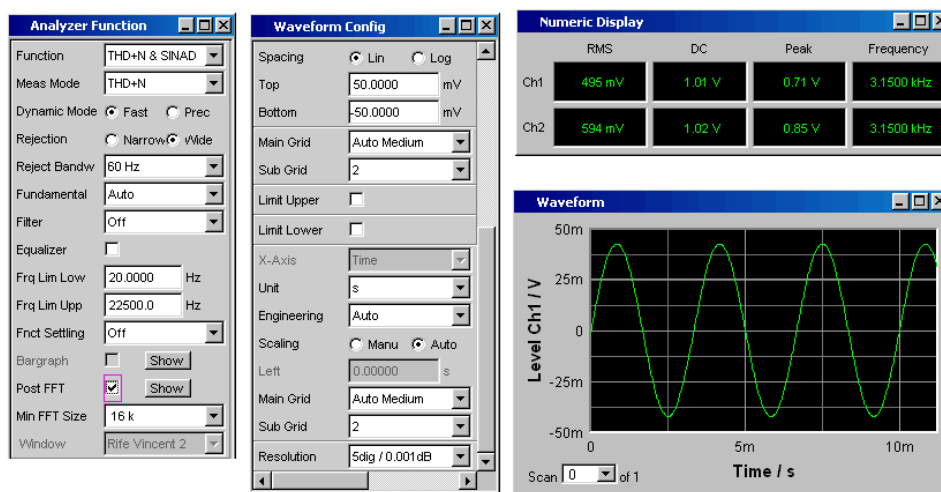 Analyzer Function
Function THD+N & SINAD
Meas Mode THD+N
Dynamic Mode Fast Prec
Rejection Narrow Wide
Reject Bandw 60 Hz
Fundamental Auto
Filter Off
Equalizer
Frq Lim Low 20.0000 Hz
Frq Lim Upp 22500.0 Hz
Fnct Settling Off
Bargraph Show
Post FFT Show
Min FFT Size 16 k
Window Rife Vincent 2
Waveform Config
Spacing Lin Log
Top 50.0000 mV
Bottom -50.0000 mV
Main Grid Auto Medium
Sub Grid 2
Limit Upper
Limit Lower
X-Axis Time
Unit s
Engineering Auto
Scaling Manu Auto
Left 0.00000 s
Main Grid Auto Medium
Sub Grid 2
Resolution 5dig / 0.001dB
Numeric Display
RMS DC Peak Frequency
Ch1 495 mV 1.01 V 0.71 V 3.1500 kHz
Ch2 594 mV 1.02 V 0.85 V 3.1500 kHz
Waveform
Level Ch1 / V
50m
25m
0
-25m
-50m
0 5m 10m
Time / s
Scan 0 of 1